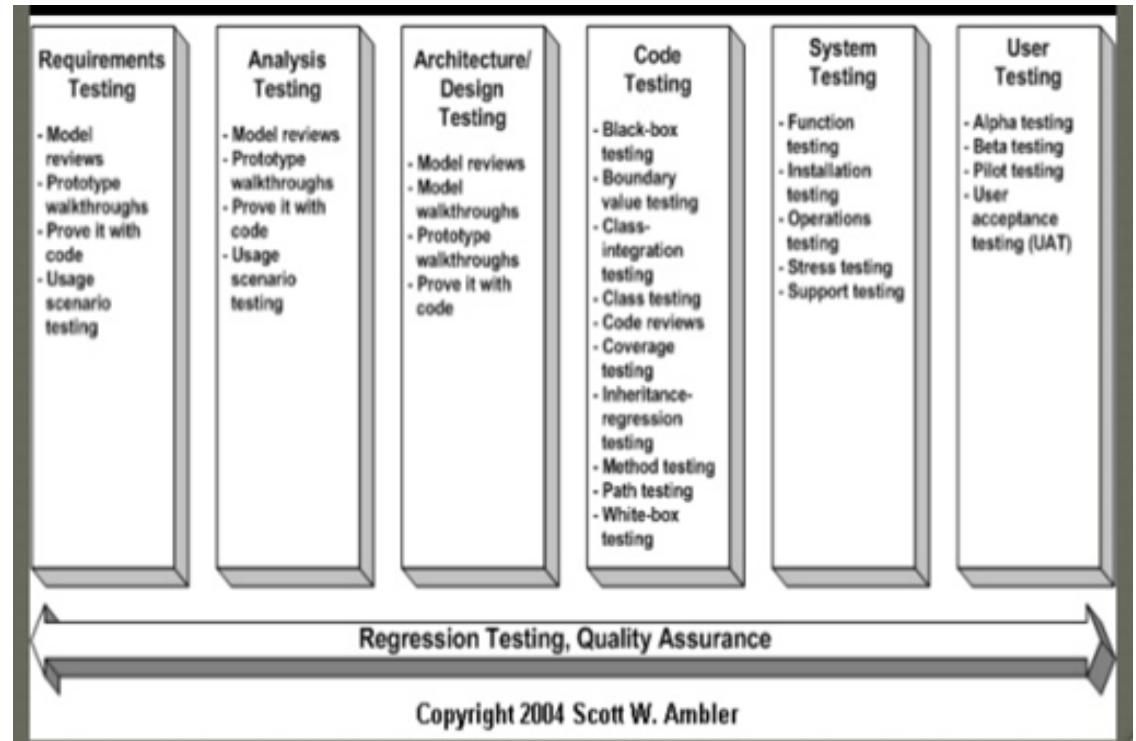 Requirements
Testing
- Model
reviews
- Prototype
walkthroughs
- Prove it with
code
- Usage
scenario
testing
Analysis
Testing
- Model reviews
- Prototype
walkthroughs
- Prove it with
code
- Usage
scenario
testing
Architecture/
Design
Testing
- Model reviews
- Model
walkthroughs
- Prototype
walkthroughs
- Prove it with
code
Code
Testing
- Black-box
testing
- Boundary
value testing
- Class-
integration
testing
- Class testing
- Code reviews
- Coverage
testing
- Inheritance-
regression
testing
- Method testing
- Path testing
- White-box
testing
System
Testing
- Function
testing
- Installation
testing
- Operations
testing
- Stress testing
- Support testing
User
Testing
- Alpha testing
- Beta testing
- Pilot testing
- User
acceptance
testing (UAT)
Regression Testing, Quality Assurance
Copyright 2004 Scott W. Ambler